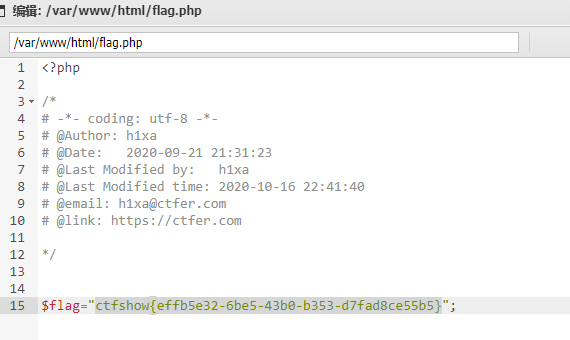 编辑: /var/www/html/flag.php
/var/www/html/flag.php
1 <?php
2
3 /*
4 # -*- coding: utf-8 -*-
5 # @Author: h1xa
6 # @Date:   2020-09-21 21:31:23
7 # @Last Modified by:   h1xa
8 # @Last Modified time: 2020-10-16 22:41:40
9 # @email: h1xa@ctfer.com
10 # @link: https://ctfer.com
11
12 */
13
14
15 $flag="ctfshow{effb5e32-6be5-43b0-b353-d7fad8ce55b5}";